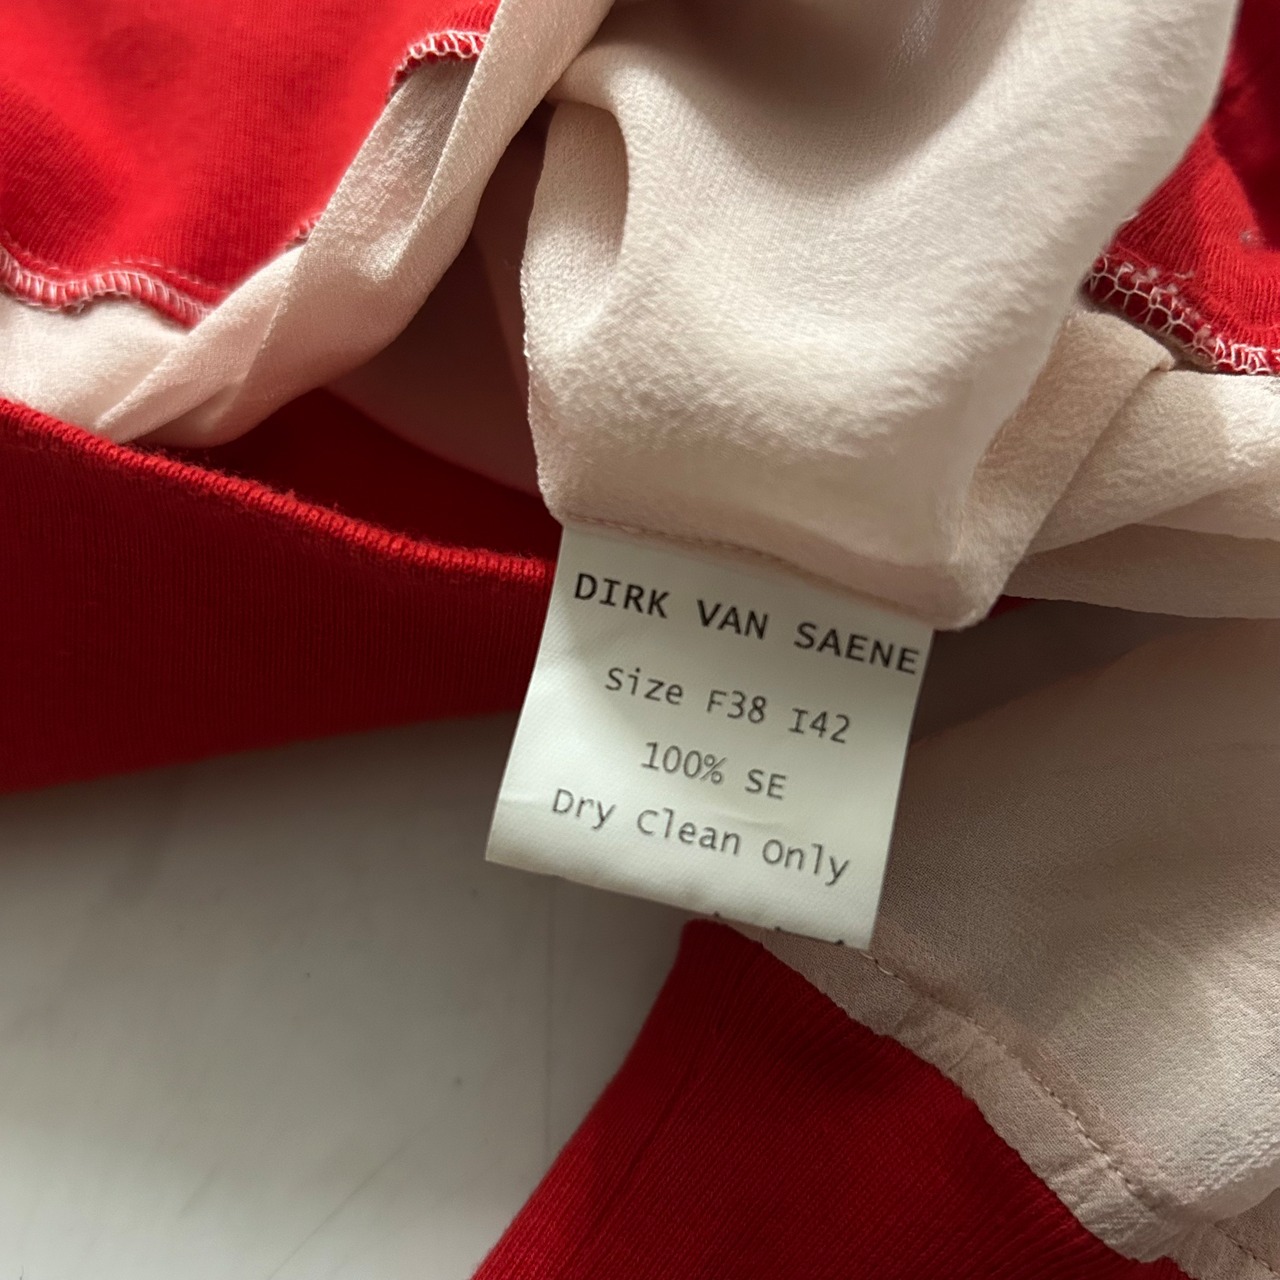 DIRK VAN SAENE
Size F38 I42
100% SE
Dry Clean Only